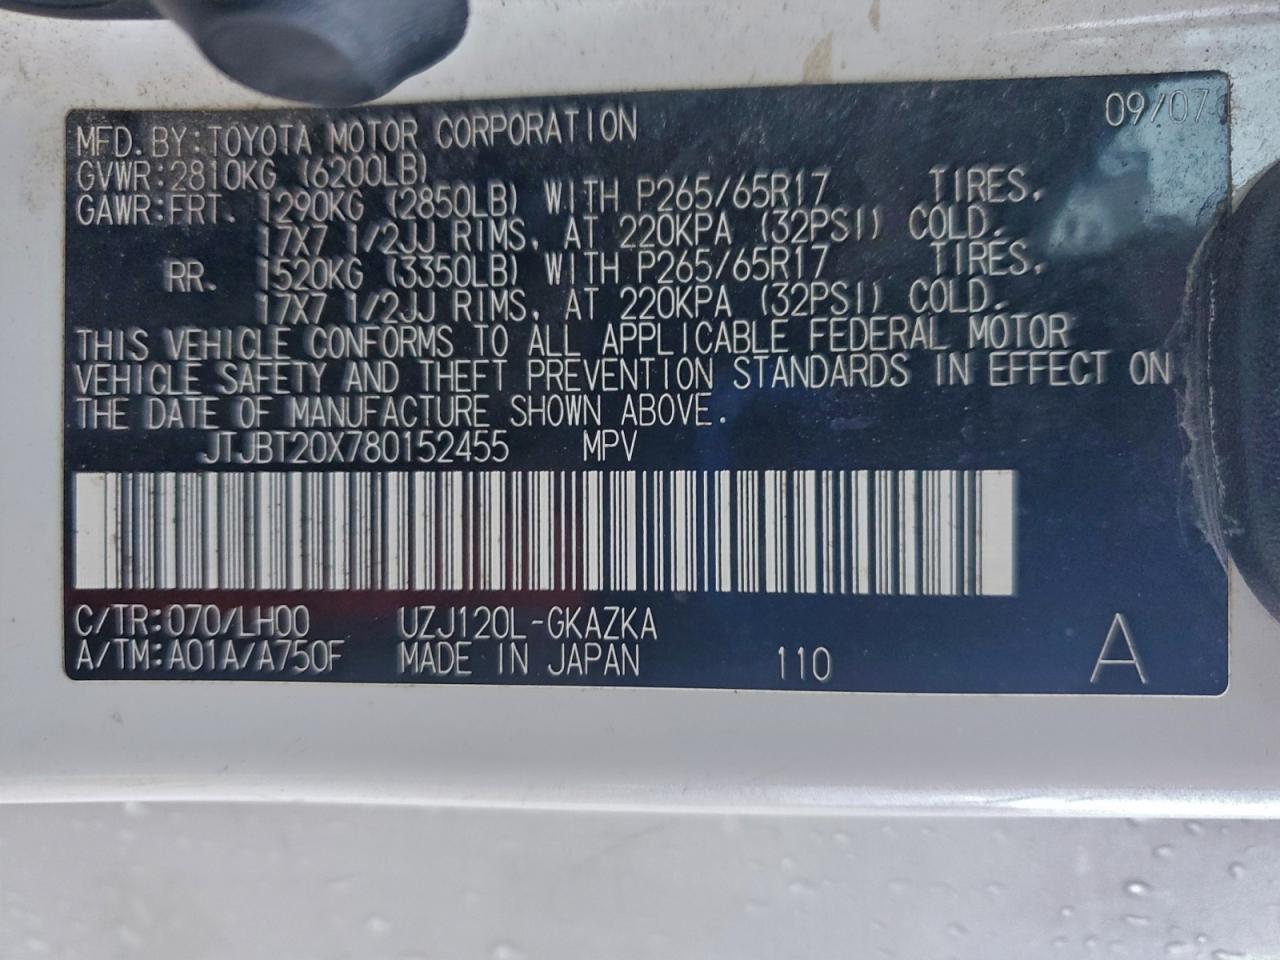 09/07
MFD. BY: TOYOTA MOTOR CORPORATION
GVWR: 2810KG (6200LB)
GAWR: FRT. 1290KG (2850LB) WITH P265/65R17 TIRES,
17X7 1/2JJ RIMS, AT 220KPA (32PSI) COLD.
RR. 1520KG (3350LB) WITH P265/65R17 TIRES,
17X7 1/2JJ RIMS, AT 220KPA (32PSI) COLD.
THIS VEHICLE CONFORMS TO ALL APPLICABLE FEDERAL MOTOR
VEHICLE SAFETY AND THEFT PREVENTION STANDARDS IN EFFECT ON
THE DATE OF MANUFACTURE SHOWN ABOVE.
JTJBT20X780152455 MPV
C/TR: 070/LH00 UZJ120L-GKAZKA
A/TM: A01A/A750F MADE IN JAPAN 110 A